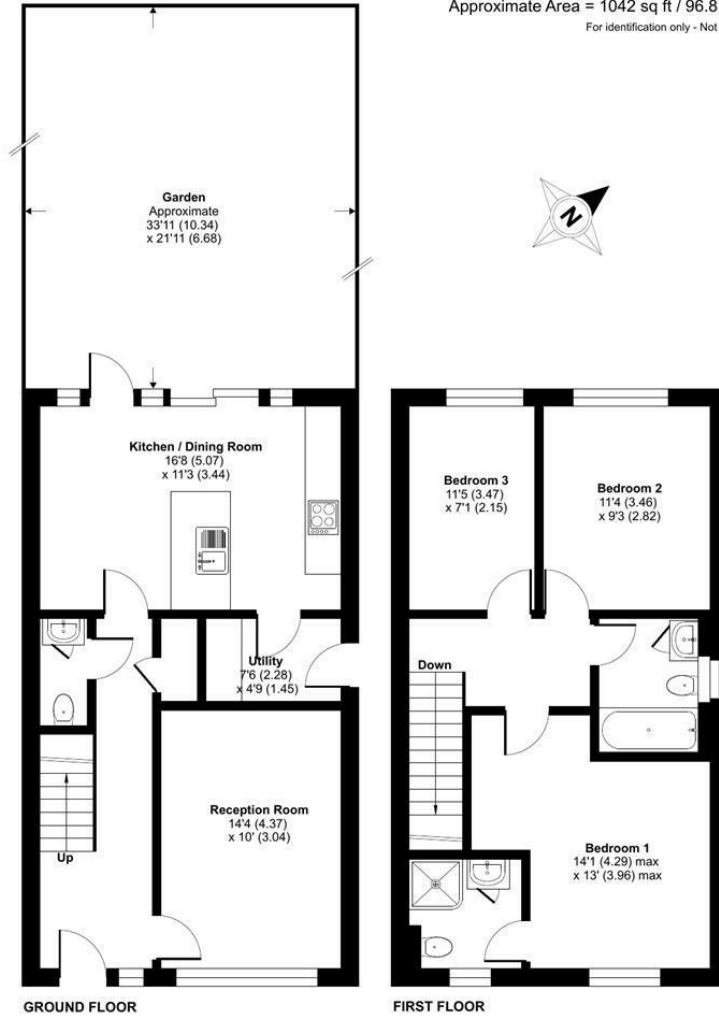 Approximate Area = 1042 sq ft / 96.8
For identification only - Not
Garden
Approximate
33'11 (10.34)
x 21'11 (6.68)
N
Kitchen / Dining Room
16'8 (5.07)
x 11'3 (3.44)
Utility
7'6 (2.28)
x 4'9 (1.45)
Reception Room
14'4 (4.37)
x 10' (3.04)
Up
GROUND FLOOR
Bedroom 3
11'5 (3.47)
x 7'1 (2.15)
Bedroom 2
11'4 (3.46)
x 9'3 (2.82)
Down
Bedroom 1
14'1 (4.29) max
x 13' (3.96) max
FIRST FLOOR